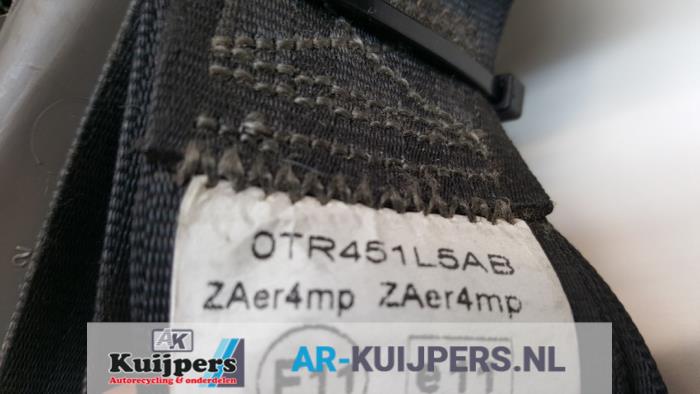 0TR451L5AB
ZAer4mp ZAer4mp
E11 e11
AK
Kuijpers
Autorecycling & onderdelen
AR-KUIJPERS.NL